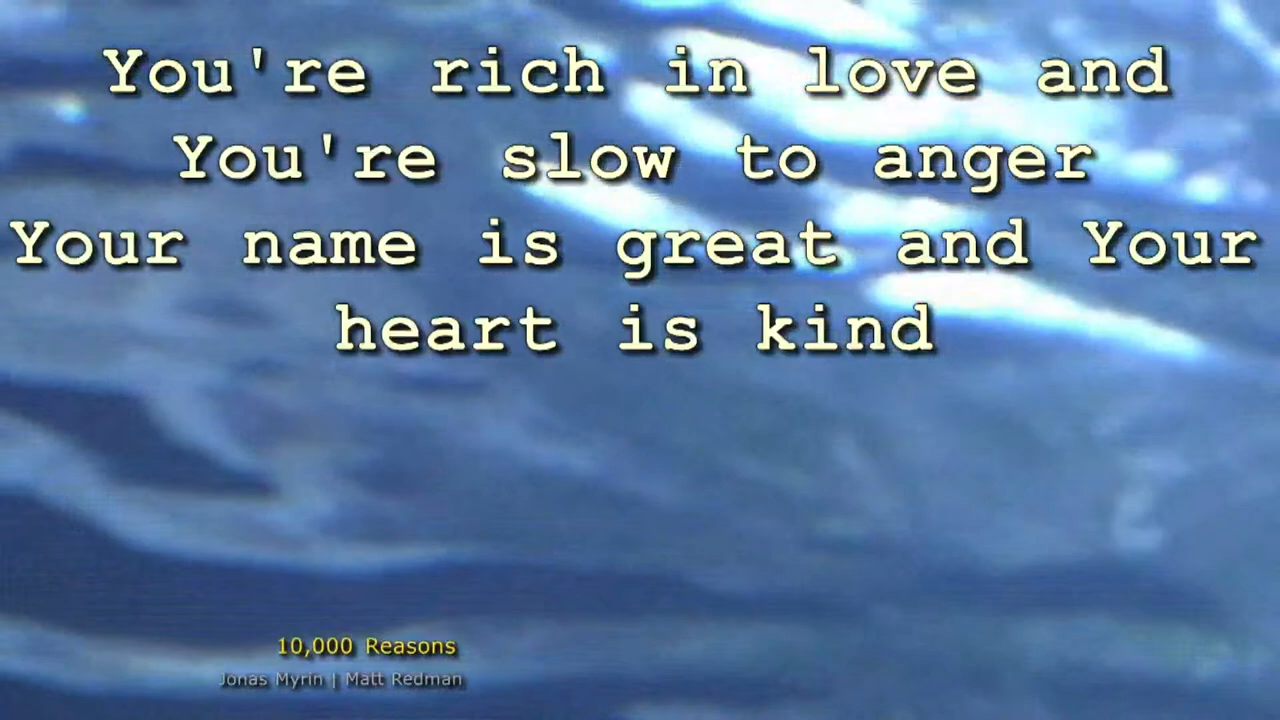 You're rich in love and
You're slow to anger
Your name is great and Your
heart is kind
10,000 Reasons
Jonas Myrin | Matt Redman